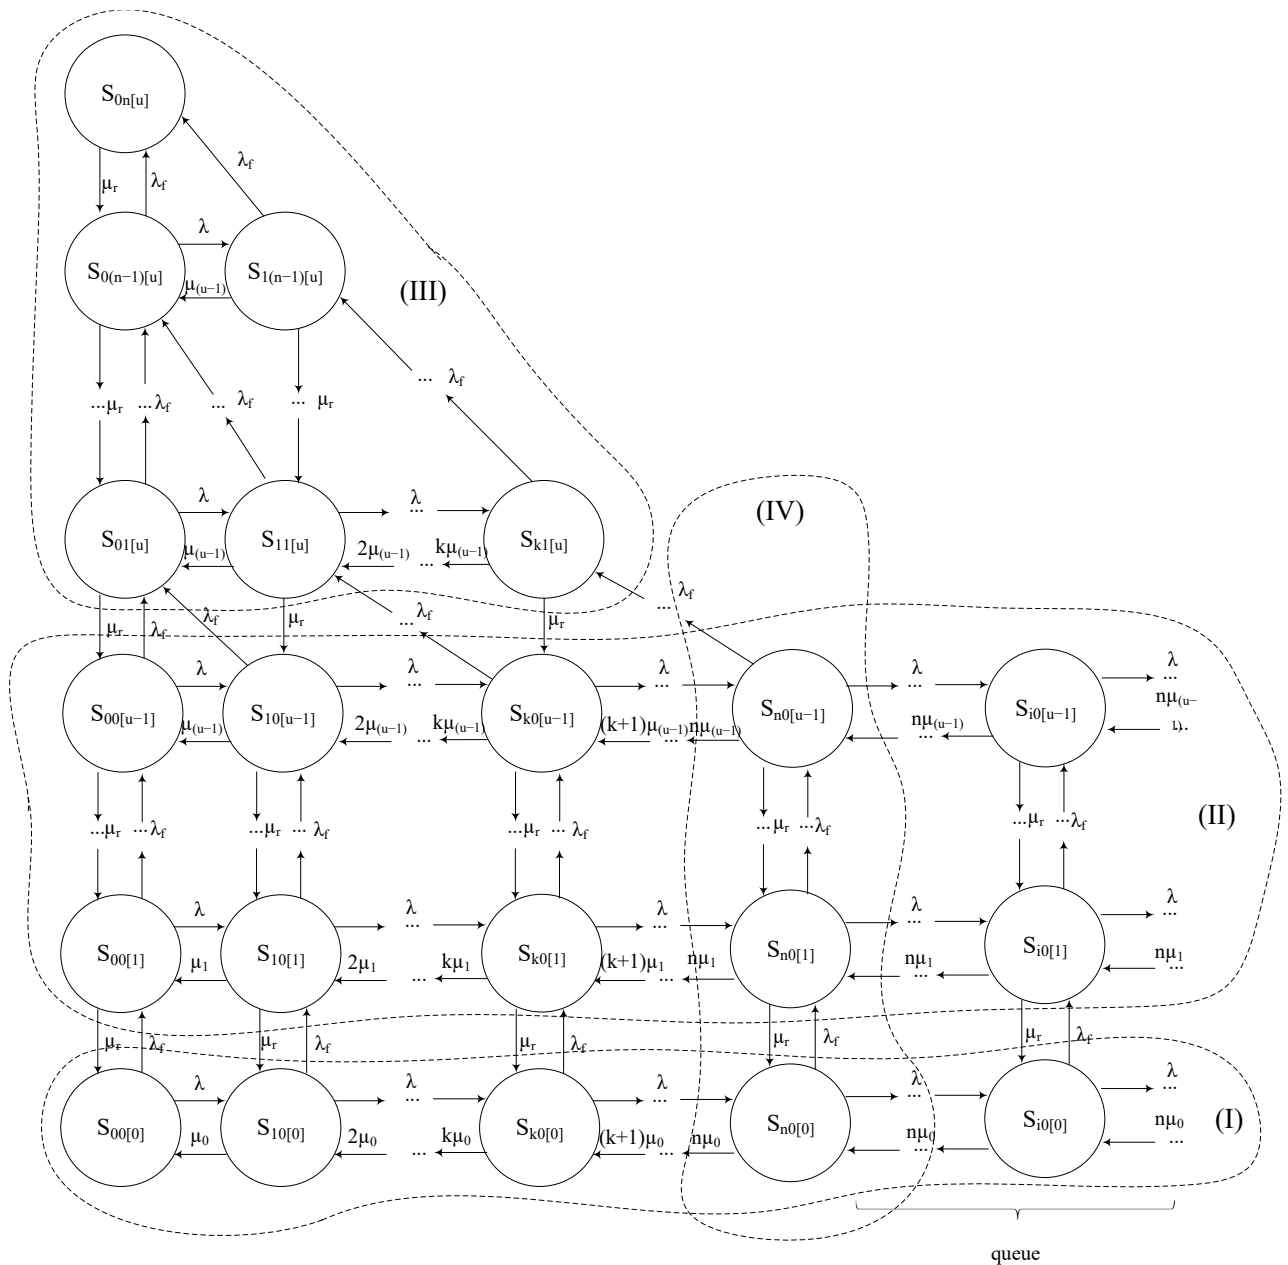 S₀ₙ[u]
λf
μr λf
λ
S₀₍ₙ₋₁₎[u] S₁₍ₙ₋₁₎[u]
μ(u−1)
(III)
... λf
...μr ...λf ... λf ... μr
λ λ
...
S₀₁[u] S₁₁[u] Sₖ₁[u]
μ(u−1) 2μ(u−1) ... kμ(u−1)
(IV)
... λf
μr λf λf μr ... λf μr
λ λ ... λ ... λ ... λ ...
S₀₀[u−1] S₁₀[u−1] Sₖ₀[u−1] Sₙ₀[u−1] Sᵢ₀[u−1]
μ(u−1) 2μ(u−1) ... kμ(u−1) (k+1)μ(u−1) ... nμ(u−1) ... nμ(u−1) nμ(u−
1)...
(II)
...μr ...λf ...μr ... λf ...μr ... λf ...μr ...λf ...μr ...λf
λ λ ... λ ... λ ... λ ...
S₀₀[1] S₁₀[1] Sₖ₀[1] Sₙ₀[1] Sᵢ₀[1]
μ₁ 2μ₁ ... kμ₁ (k+1)μ₁ ... nμ₁ nμ₁ ... nμ₁ ...
μr λf μr λf μr λf μr λf μr λf
λ λ ... λ ... λ ... λ ...
S₀₀[0] S₁₀[0] Sₖ₀[0] Sₙ₀[0] Sᵢ₀[0]
(I)
μ₀ 2μ₀ ... kμ₀ (k+1)μ₀ ... nμ₀ nμ₀ ... nμ₀ ...
queue